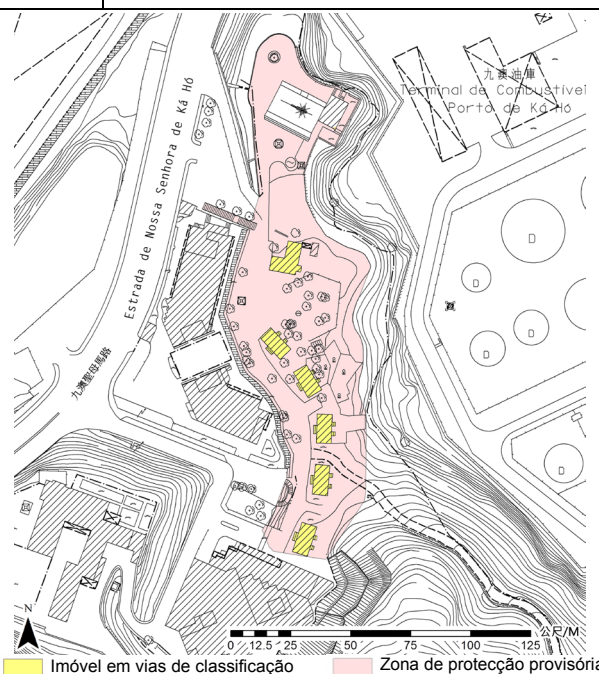 九澳油庫
Terminal de Combustívei
Porto de Ká Hó
Estrada de Nossa Senhora de Ká Hó
九澳聖母馬路
N
0 12.5 25 50 75 100 125 公尺/M
Imóvel em vias de classificação
Zona de protecção provisória